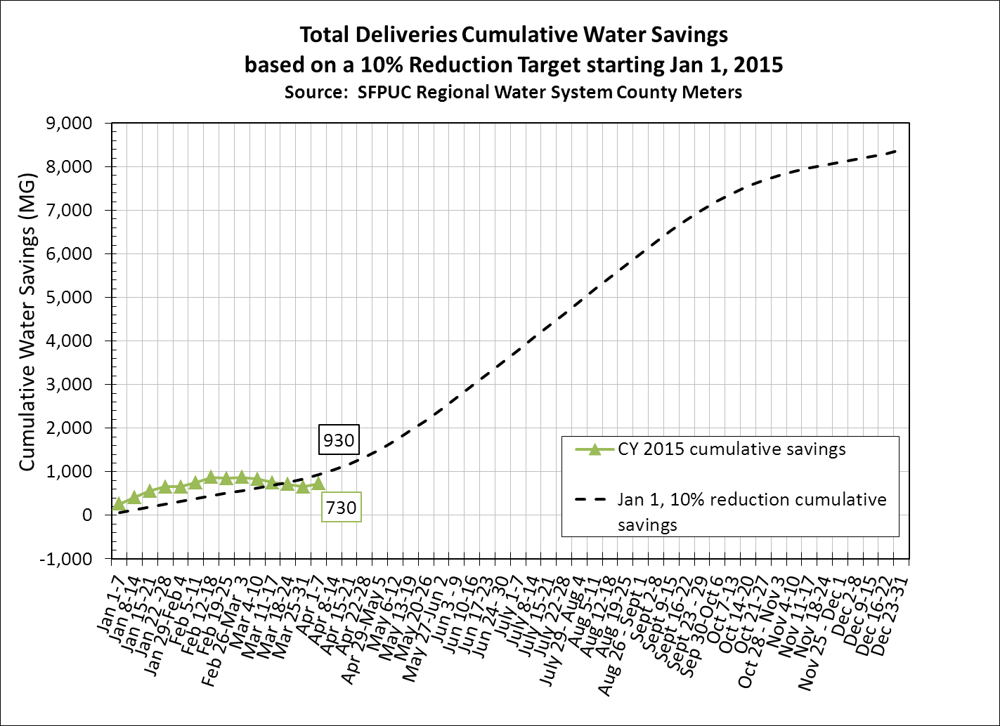 Total Deliveries Cumulative Water Savings
based on a 10% Reduction Target starting Jan 1, 2015
Source:  SFPUC Regional Water System County Meters
Cumulative Water Savings (MG)
9,000
8,000
7,000
6,000
5,000
4,000
3,000
2,000
1,000
0
-1,000
930
730
CY 2015 cumulative savings
Jan 1, 10% reduction cumulative
savings
Jan 1-7
Jan 8-14
Jan 15-21
Jan 22 -28
Jan 29-Feb 4
Feb 5-11
Feb 12-18
Feb 19-25
Feb 26-Mar 3
Mar 4-10
Mar 11-17
Mar 18-24
Mar 25-31
Apr 1-7
Apr 8-14
Apr 15-21
Apr 22-28
Apr 29-May 5
May 6-12
May 13-19
May 20-26
May 27-Jun 2
Jun 3 - 9
Jun 10-16
Jun 17-23
Jun 24- 30
July 1-7
July 8-14
July 15-21
July 22-28
July 29- Aug 4
Aug 5-11
Aug 12-18
Aug 19-25
Aug 26 - Sept 1
Sept 2-8
Sept 9-15
Sept 16-22
Sept 23 - 29
Sep 30-Oct 6
Oct 7-13
Oct 14-20
Oct 21-27
Oct 28 - Nov 3
Nov 4-10
Nov 11-17
Nov 18-24
Nov 25 - Dec 1
Dec 2-8
Dec 9-15
Dec 16-22
Dec 23-31